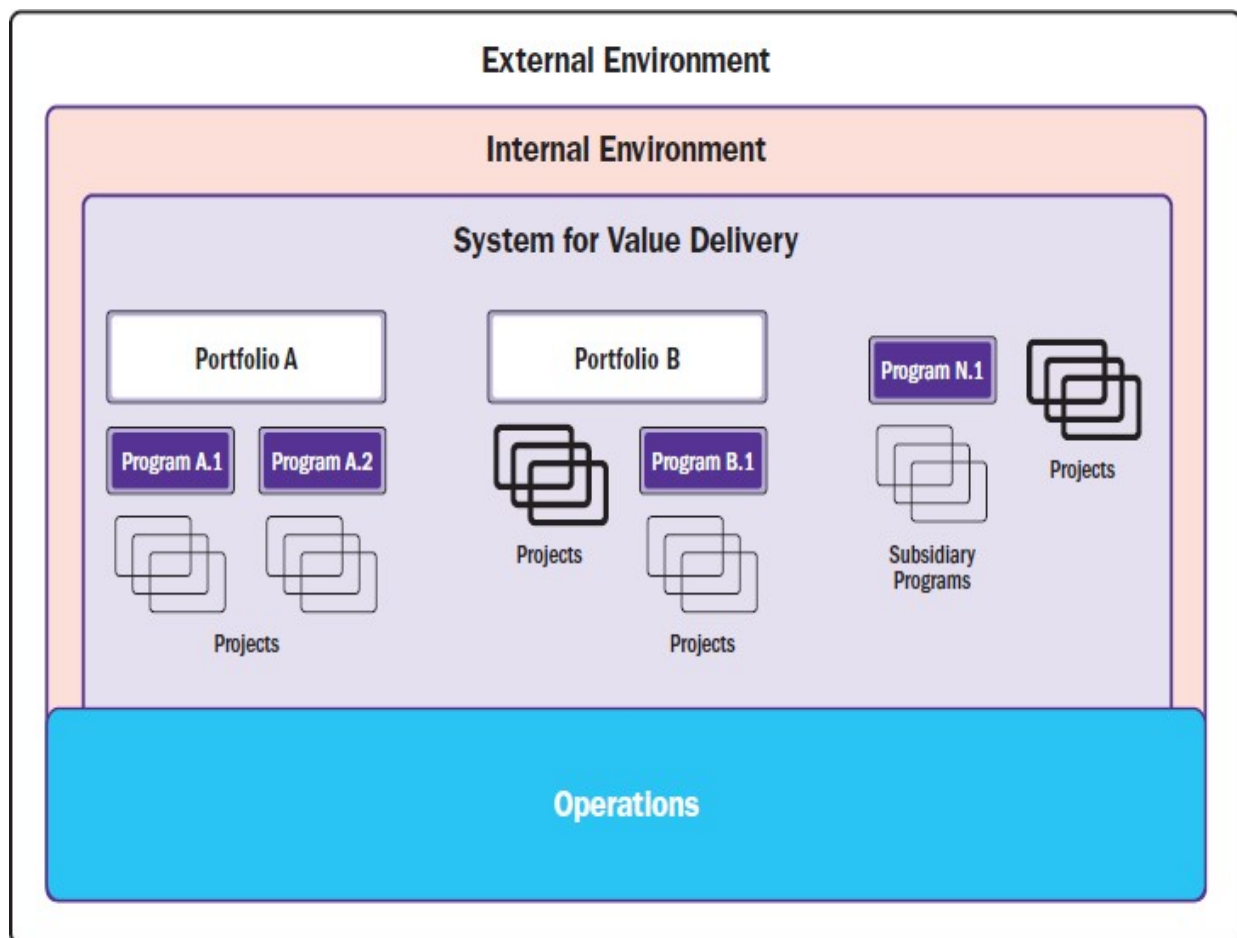 External Environment
Internal Environment
System for Value Delivery
Portfolio A
Portfolio B
Program N.1
Program A.1
Program A.2
Program B.1
Projects
Projects
Subsidiary
Programs
Projects
Projects
Operations